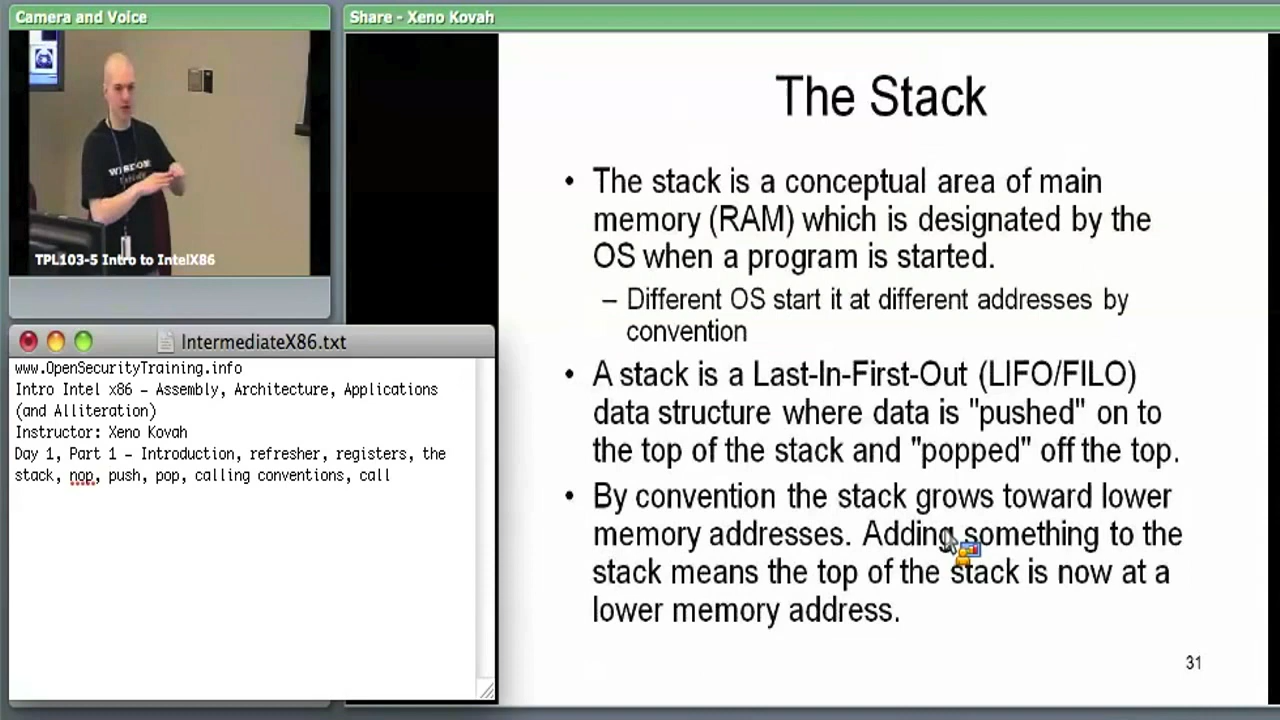 Camera and Voice
TPL103-5 Intro to IntelX86
Share - Xeno Kovah
IntermediateX86.txt
www.OpenSecurityTraining.info
Intro Intel x86 – Assembly, Architecture, Applications
(and Alliteration)
Instructor: Xeno Kovah
Day 1, Part 1 – Introduction, refresher, registers, the
stack, nop, push, pop, calling conventions, call
The Stack
• The stack is a conceptual area of main
memory (RAM) which is designated by the
OS when a program is started.
– Different OS start it at different addresses by
convention
• A stack is a Last-In-First-Out (LIFO/FILO)
data structure where data is "pushed" on to
the top of the stack and "popped" off the top.
• By convention the stack grows toward lower
memory addresses. Adding something to the
stack means the top of the stack is now at a
lower memory address.
31